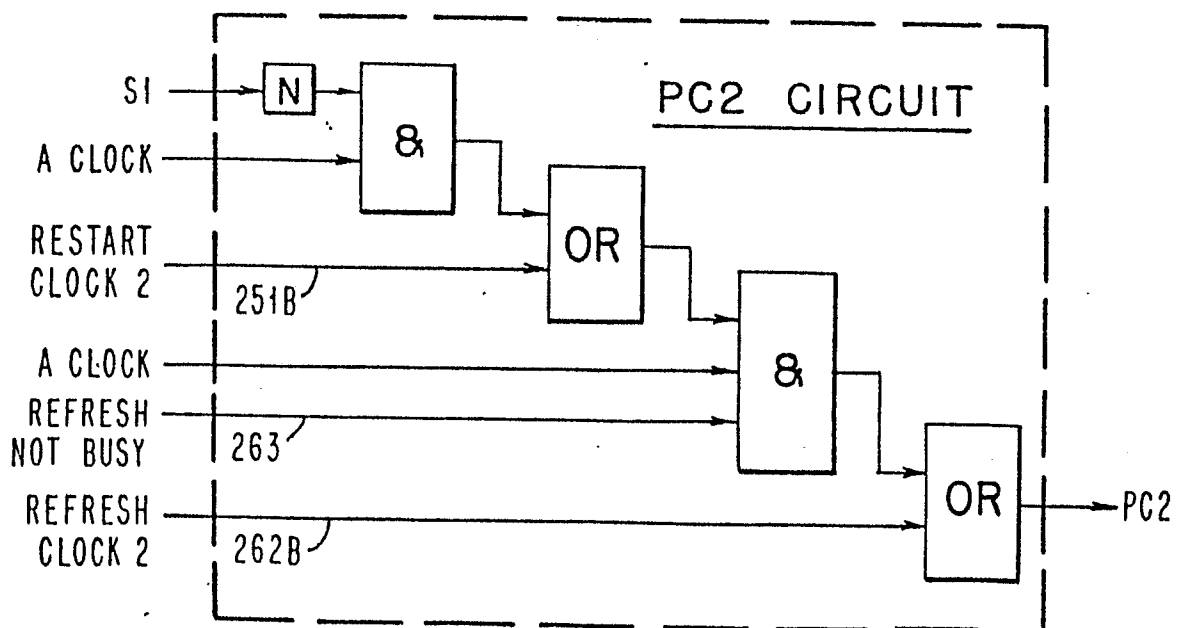 PC2 CIRCUIT
S1
N
&
A CLOCK
OR
RESTART
CLOCK 2
251B
A CLOCK
&
REFRESH
NOT BUSY
263
OR
PC2
REFRESH
CLOCK 2
262B